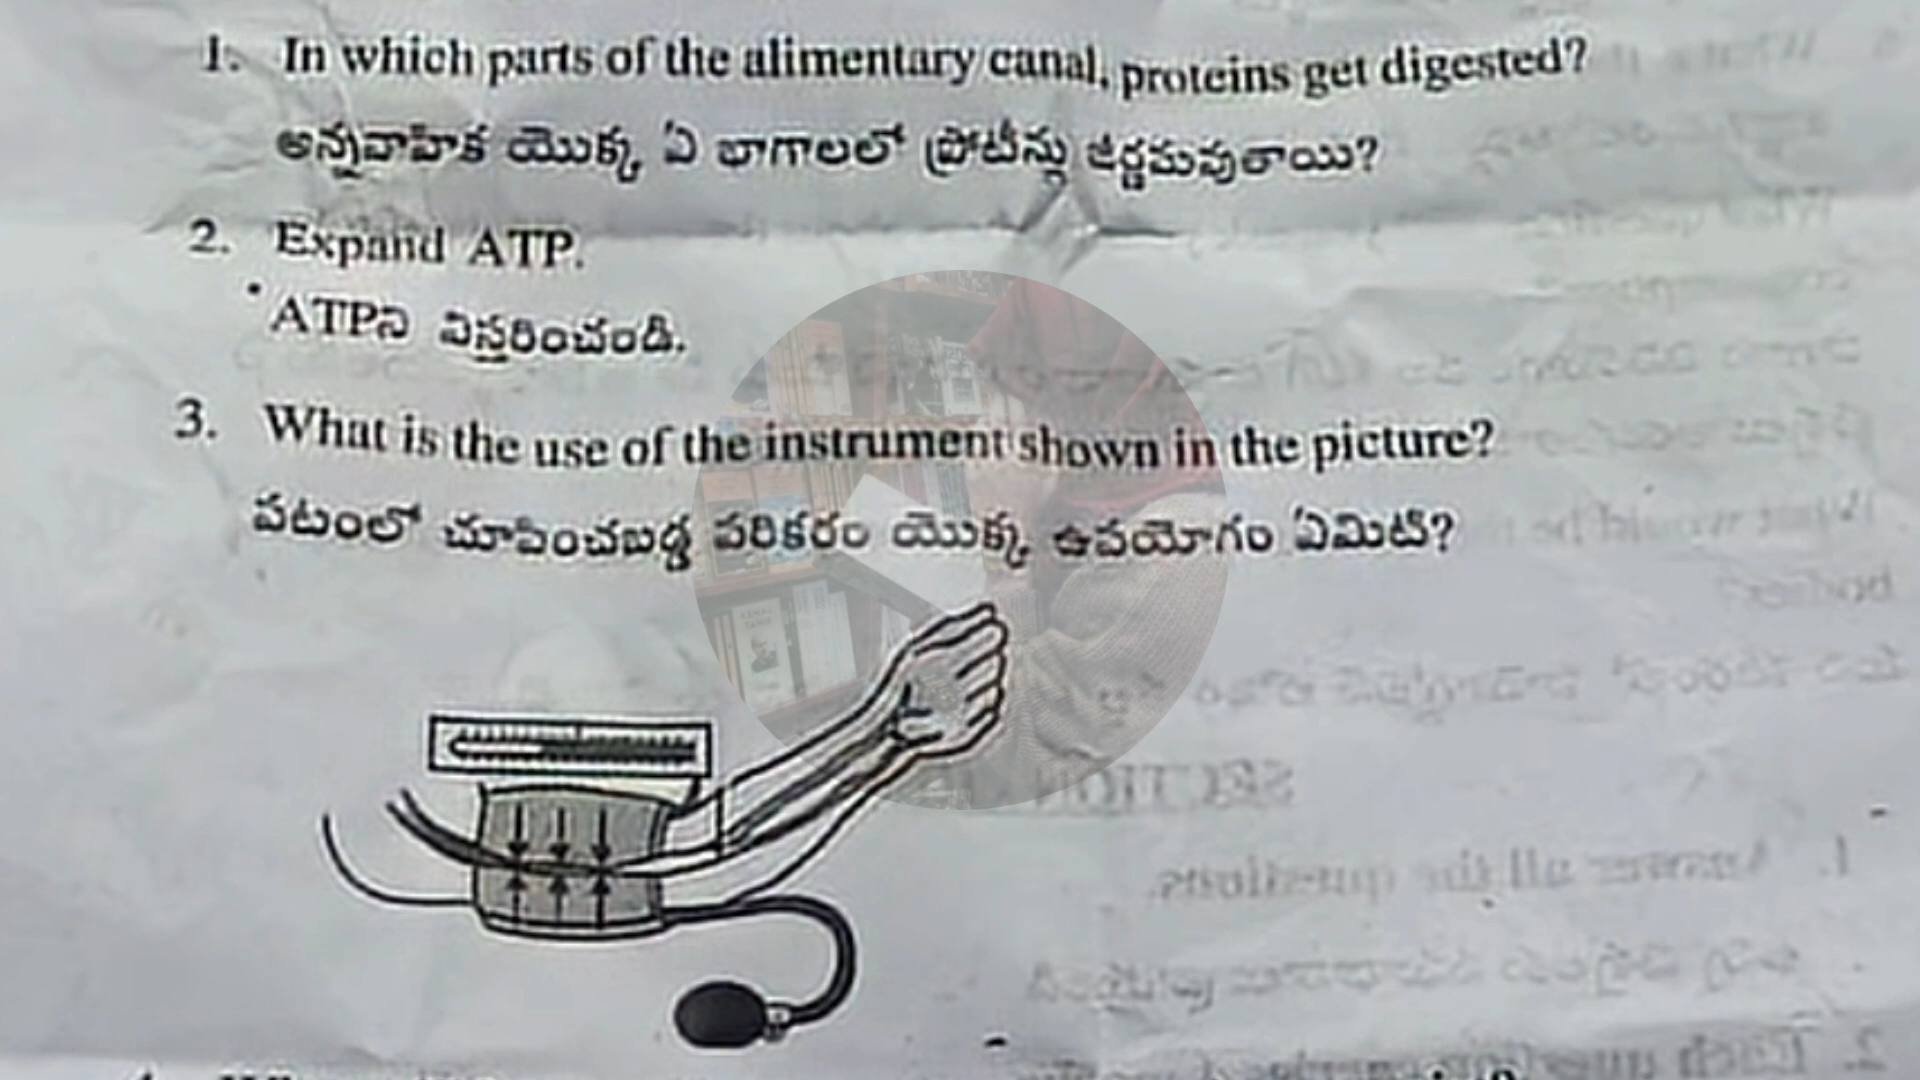 1. In which parts of the alimentary canal, proteins get digested?
అన్నవాహిక యొక్క ఏ భాగాలలో ప్రోటీన్లు జీర్ణమవుతాయి?
2. Expand ATP.
ATPని విస్తరించండి.
3. What is the use of the instrument shown in the picture?
పటంలో చూపించబడ్డ పరికరం యొక్క ఉపయోగం ఏమిటి?